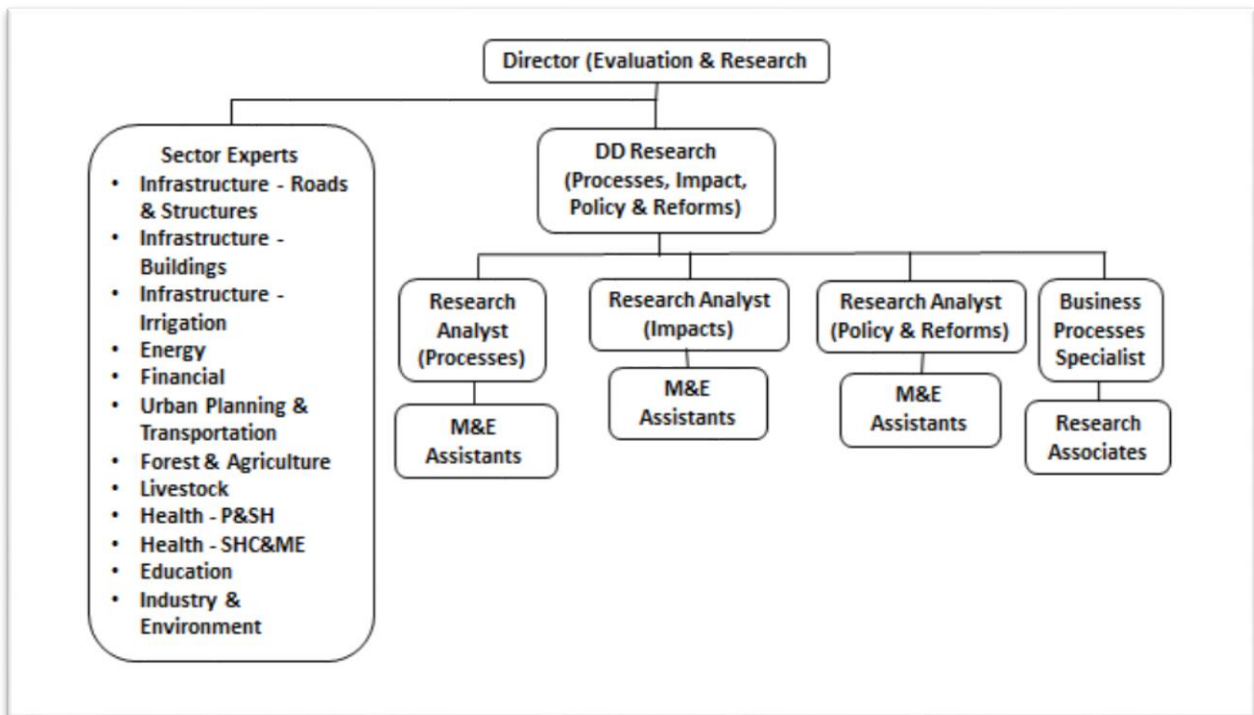 Director (Evaluation & Research
Sector Experts
• Infrastructure - Roads
& Structures
• Infrastructure -
Buildings
• Infrastructure -
Irrigation
• Energy
• Financial
• Urban Planning &
Transportation
• Forest & Agriculture
• Livestock
• Health - P&SH
• Health - SHC&ME
• Education
• Industry &
Environment
DD Research
(Processes, Impact,
Policy & Reforms)
Research
Analyst
(Processes)
M&E
Assistants
Research Analyst
(Impacts)
M&E
Assistants
Research Analyst
(Policy & Reforms)
M&E
Assistants
Business
Processes
Specialist
Research
Associates